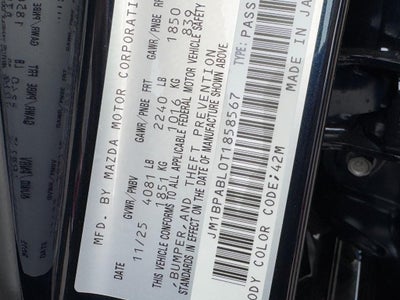 MFD. BY MAZDA MOTOR CORPORATION
DATE GVWR/PNBV GAWR/PNBE FRT GAWR/PNBE RR
11/25 4081 LB 2240 LB 1850
1851 KG 1016 KG 839
THIS VEHICLE CONFORMS TO ALL APPLICABLE FEDERAL MOTOR VEHICLE SAFETY
(BUMPER, AND THEFT PREVENTION
STANDARDS IN EFFECT ON THE DATE OF MANUFACTURE SHOWN ABOVE.
JM1BPABL0T1858567 TYPE: PASS
BODY COLOR CODE:42M MADE IN JA